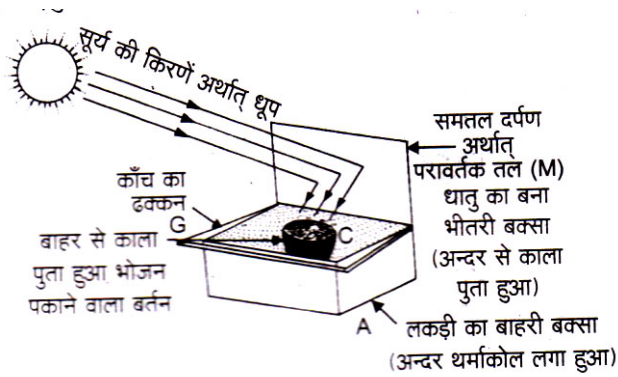 सूर्य की किरणें अर्थात् धूप
समतल दर्पण
अर्थात्
परावर्तक तल (M)
धातु का बना
भीतरी बक्सा
(अन्दर से काला
पुता हुआ)
काँच का
ढक्कन
G
C
बाहर से काला
पुता हुआ भोजन
पकाने वाला बर्तन
A
लकड़ी का बाहरी बक्सा
(अन्दर थर्माकोल लगा हुआ)